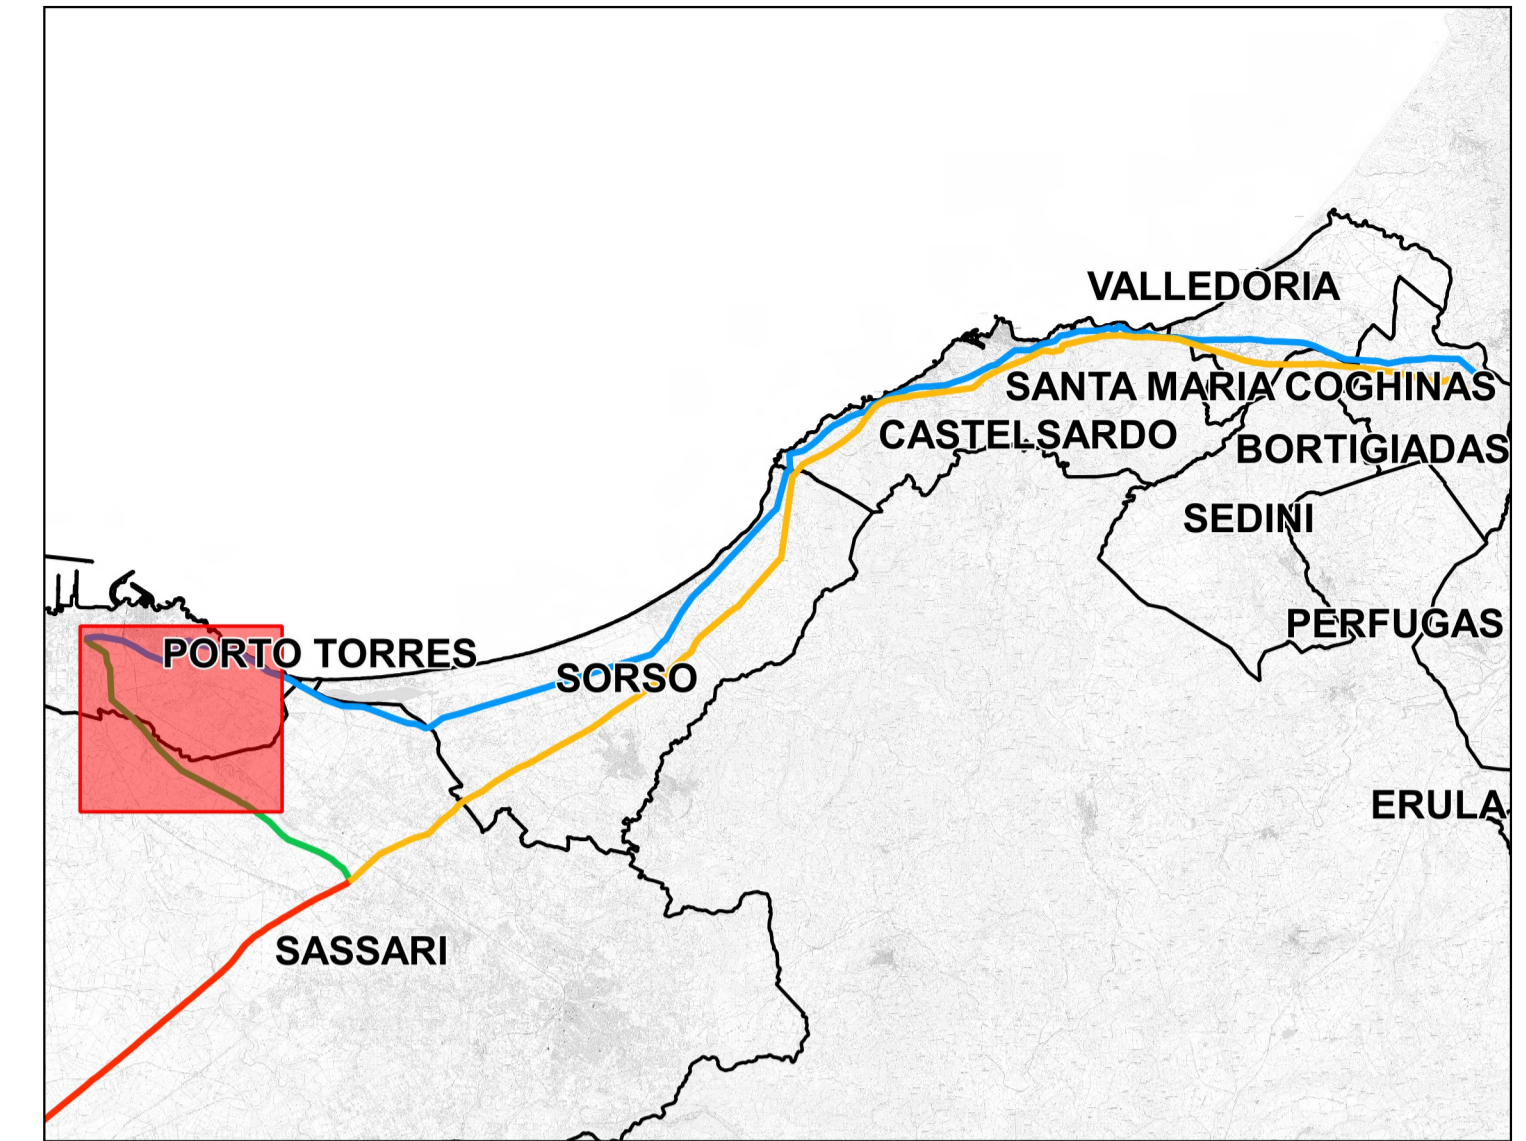 VALLEDORIA
SANTA MARIA COGHINAS
CASTELSARDO
BORTIGIADAS
SEDINI
PERFUGAS
PORTO TORRES
SORSO
ERULA
SASSARI